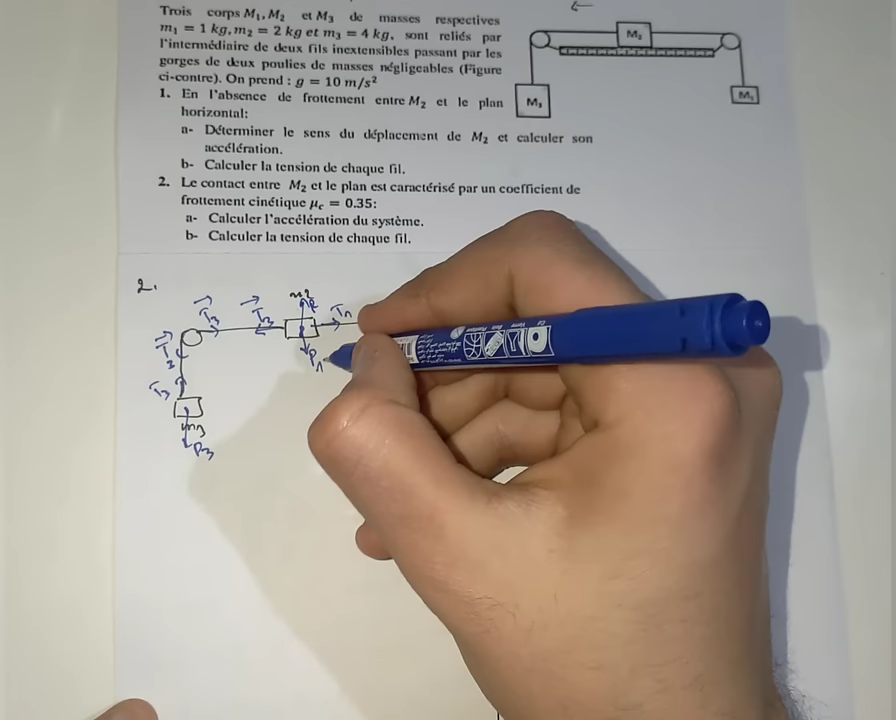 Trois corps M₁, M₂ et M₃ de masses respectives
m₁ = 1 kg, m₂ = 2 kg et m₃ = 4 kg, sont reliés par
l'intermédiaire de deux fils inextensibles passant par les
gorges de deux poulies de masses négligeables (Figure
ci-contre). On prend : g = 10 m/s²
1. En l'absence de frottement entre M₂ et le plan
horizontal:
a- Déterminer le sens du déplacement de M₂ et calculer son
accélération.
b- Calculer la tension de chaque fil.
2. Le contact entre M₂ et le plan est caractérisé par un coefficient de
frottement cinétique μc = 0.35:
a- Calculer l'accélération du système.
b- Calculer la tension de chaque fil.
M₂
M₃
M₁
2.
m2
R
T3 T3 T1
T3
P1
T3
m3
P3